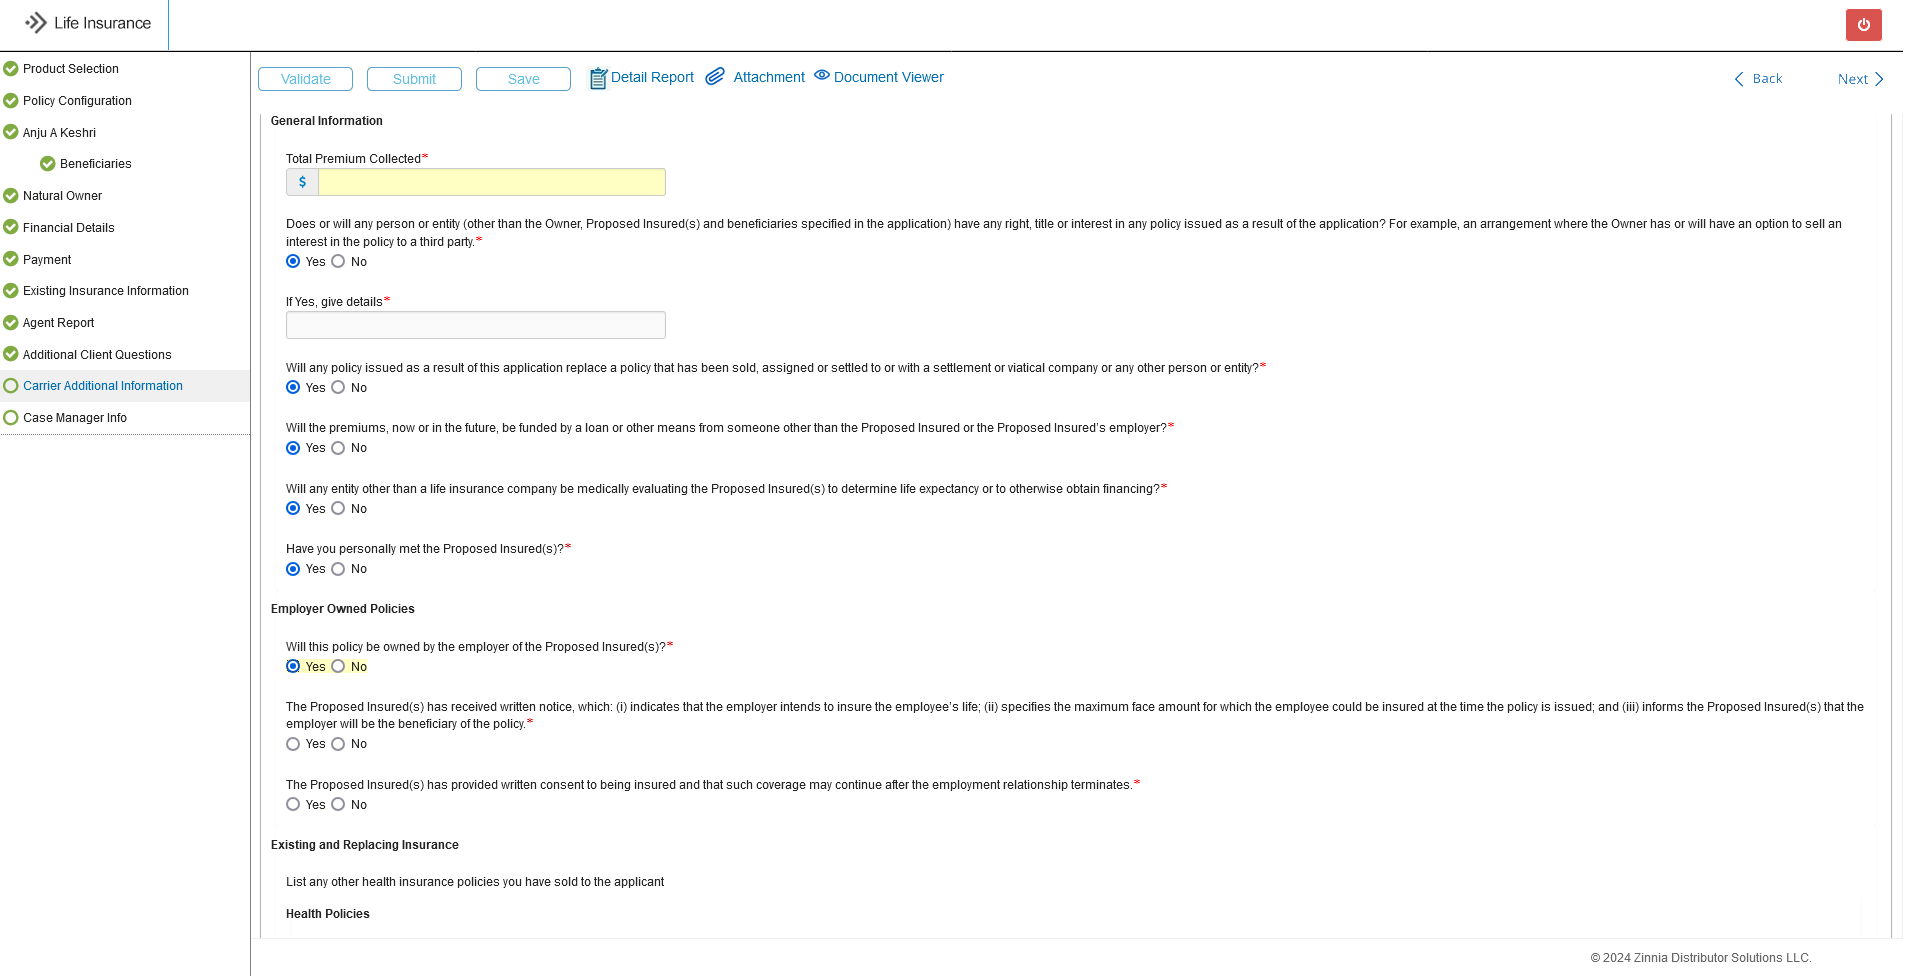 Life Insurance
Product Selection
Policy Configuration
Anju A Keshri
Beneficiaries
Natural Owner
Financial Details
Payment
Existing Insurance Information
Agent Report
Additional Client Questions
Carrier Additional Information
Case Manager Info
Validate Submit Save Detail Report Attachment Document Viewer Back Next
General Information
Total Premium Collected*
$
Does or will any person or entity (other than the Owner, Proposed Insured(s) and beneficiaries specified in the application) have any right, title or interest in any policy issued as a result of the application? For example, an arrangement where the Owner has or will have an option to sell an
interest in the policy to a third party.*
Yes No
If Yes, give details*
Will any policy issued as a result of this application replace a policy that has been sold, assigned or settled to or with a settlement or viatical company or any other person or entity?*
Yes No
Will the premiums, now or in the future, be funded by a loan or other means from someone other than the Proposed Insured or the Proposed Insured's employer?*
Yes No
Will any entity other than a life insurance company be medically evaluating the Proposed Insured(s) to determine life expectancy or to otherwise obtain financing?*
Yes No
Have you personally met the Proposed Insured(s)?*
Yes No
Employer Owned Policies
Will this policy be owned by the employer of the Proposed Insured(s)?*
Yes No
The Proposed Insured(s) has received written notice, which: (i) indicates that the employer intends to insure the employee's life; (ii) specifies the maximum face amount for which the employee could be insured at the time the policy is issued; and (iii) informs the Proposed Insured(s) that the
employer will be the beneficiary of the policy.*
Yes No
The Proposed Insured(s) has provided written consent to being insured and that such coverage may continue after the employment relationship terminates.*
Yes No
Existing and Replacing Insurance
List any other health insurance policies you have sold to the applicant
Health Policies
© 2024 Zinnia Distributor Solutions LLC.